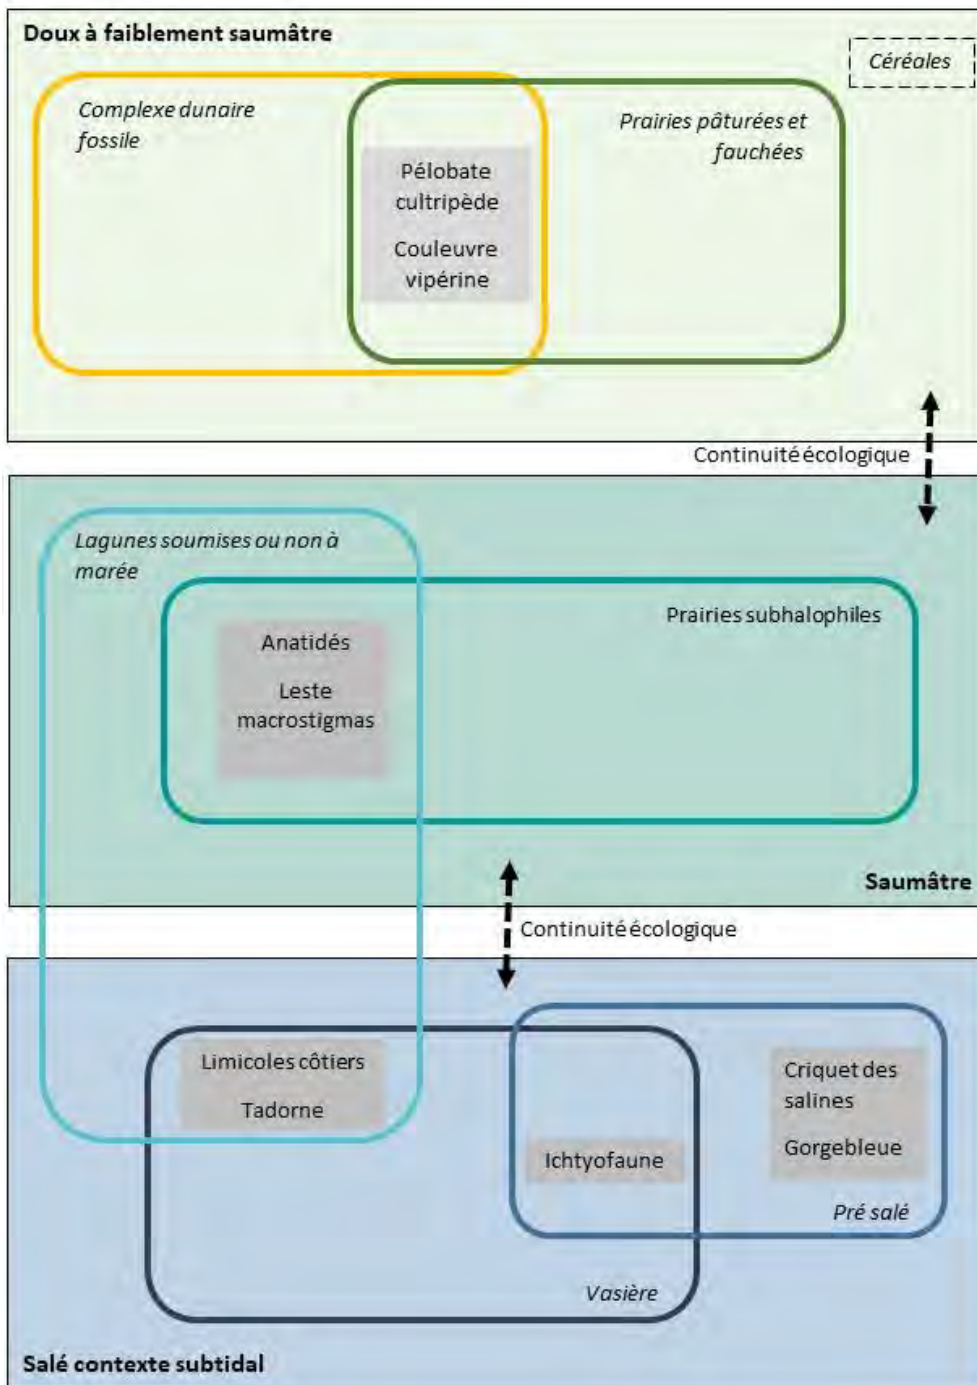 Doux à faiblement saumâtre
Céréales
Complexe dunaire
fossile
Prairies pâturées et
fauchées
Pélobate
cultripède
Couleuvre
vipérine
Continuité écologique
Lagunes soumises ou non à
marée
Prairies subhalophiles
Anatidés
Leste
macrostigmas
Saumâtre
Continuité écologique
Limicoles côtiers
Tadorne
Criquet des
salines
Gorgebleue
Ichtyofaune
Pré salé
Vasière
Salé contexte subtidal